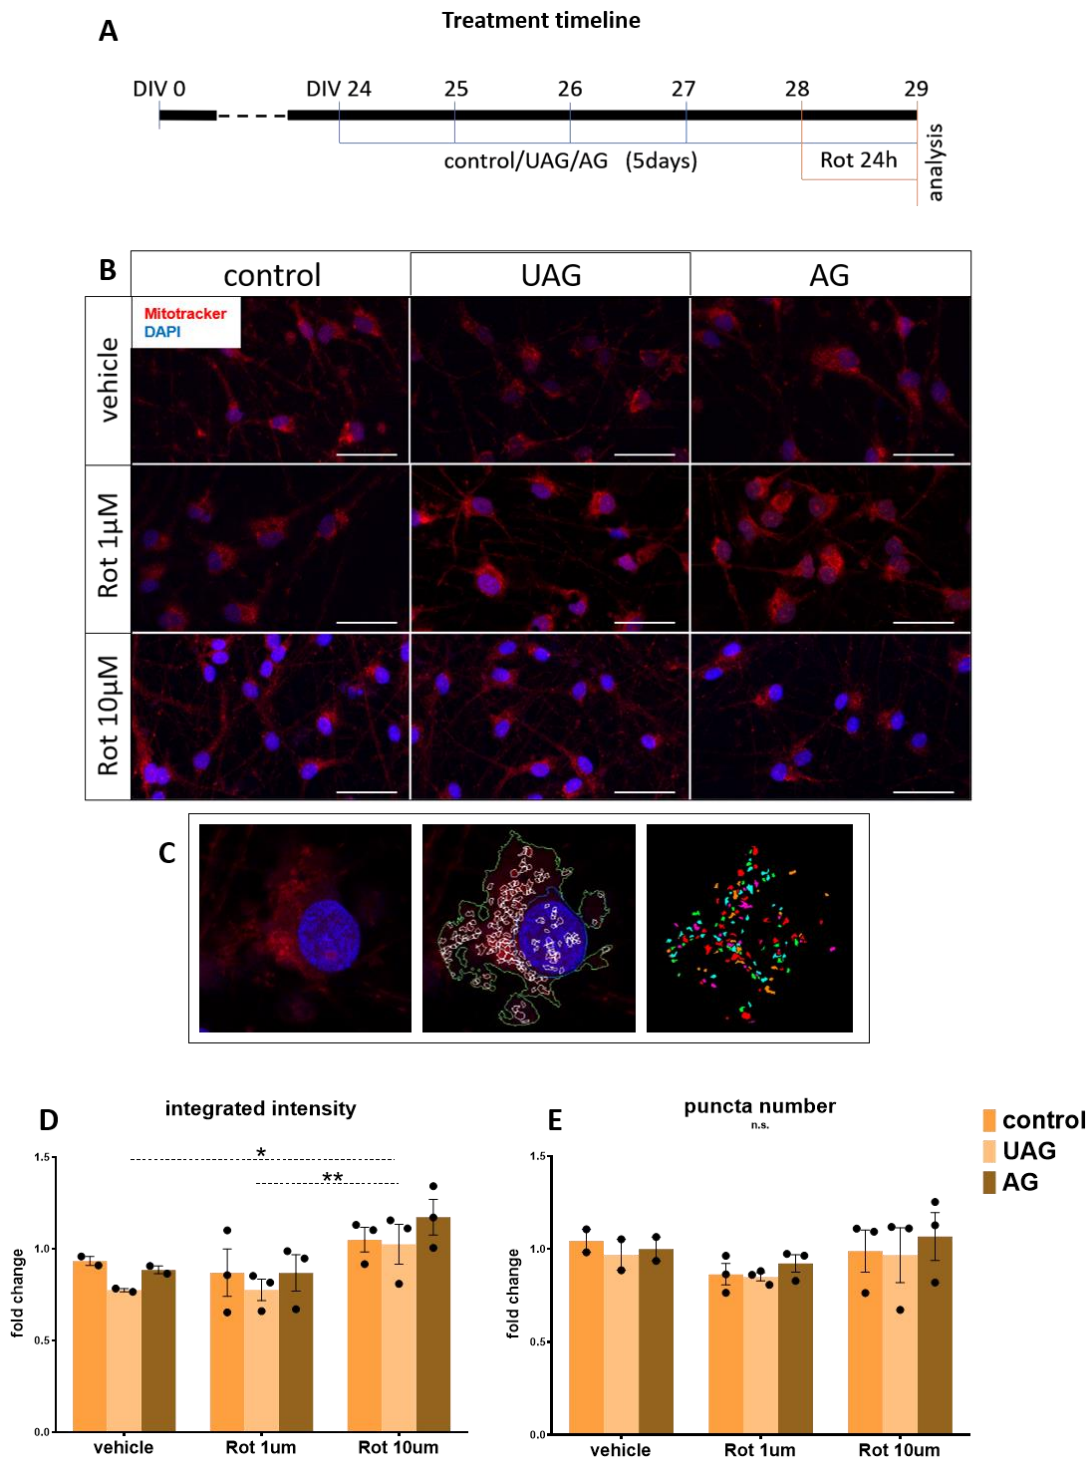 Treatment timeline
A
DIV 0 DIV 24 25 26 27 28 29
control/UAG/AG (5days) Rot 24h
analysis
B
control UAG AG
Mitotracker
DAPI
vehicle
Rot 1µM
Rot 10µM
C
D
integrated intensity
* 
**
fold change
1.5
1.0
0.5
0.0
vehicle Rot 1um Rot 10um
E
puncta number
n.s.
fold change
1.5
1.0
0.5
0.0
vehicle Rot 1um Rot 10um
control
UAG
AG